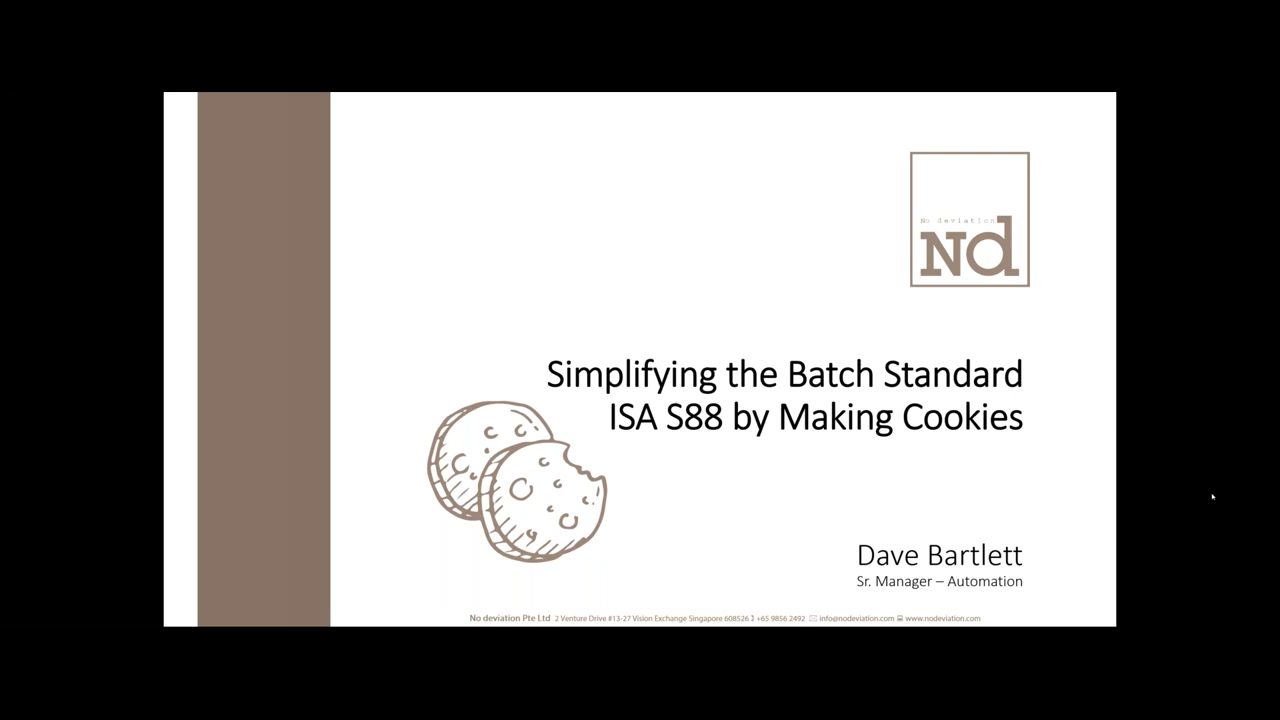 No deviation
Nd
Simplifying the Batch Standard
ISA S88 by Making Cookies
Dave Bartlett
Sr. Manager – Automation
No deviation Pte Ltd 2 Venture Drive #13-27 Vision Exchange Singapore 608526 +65 9856 2492 info@nodeviation.com www.nodeviation.com